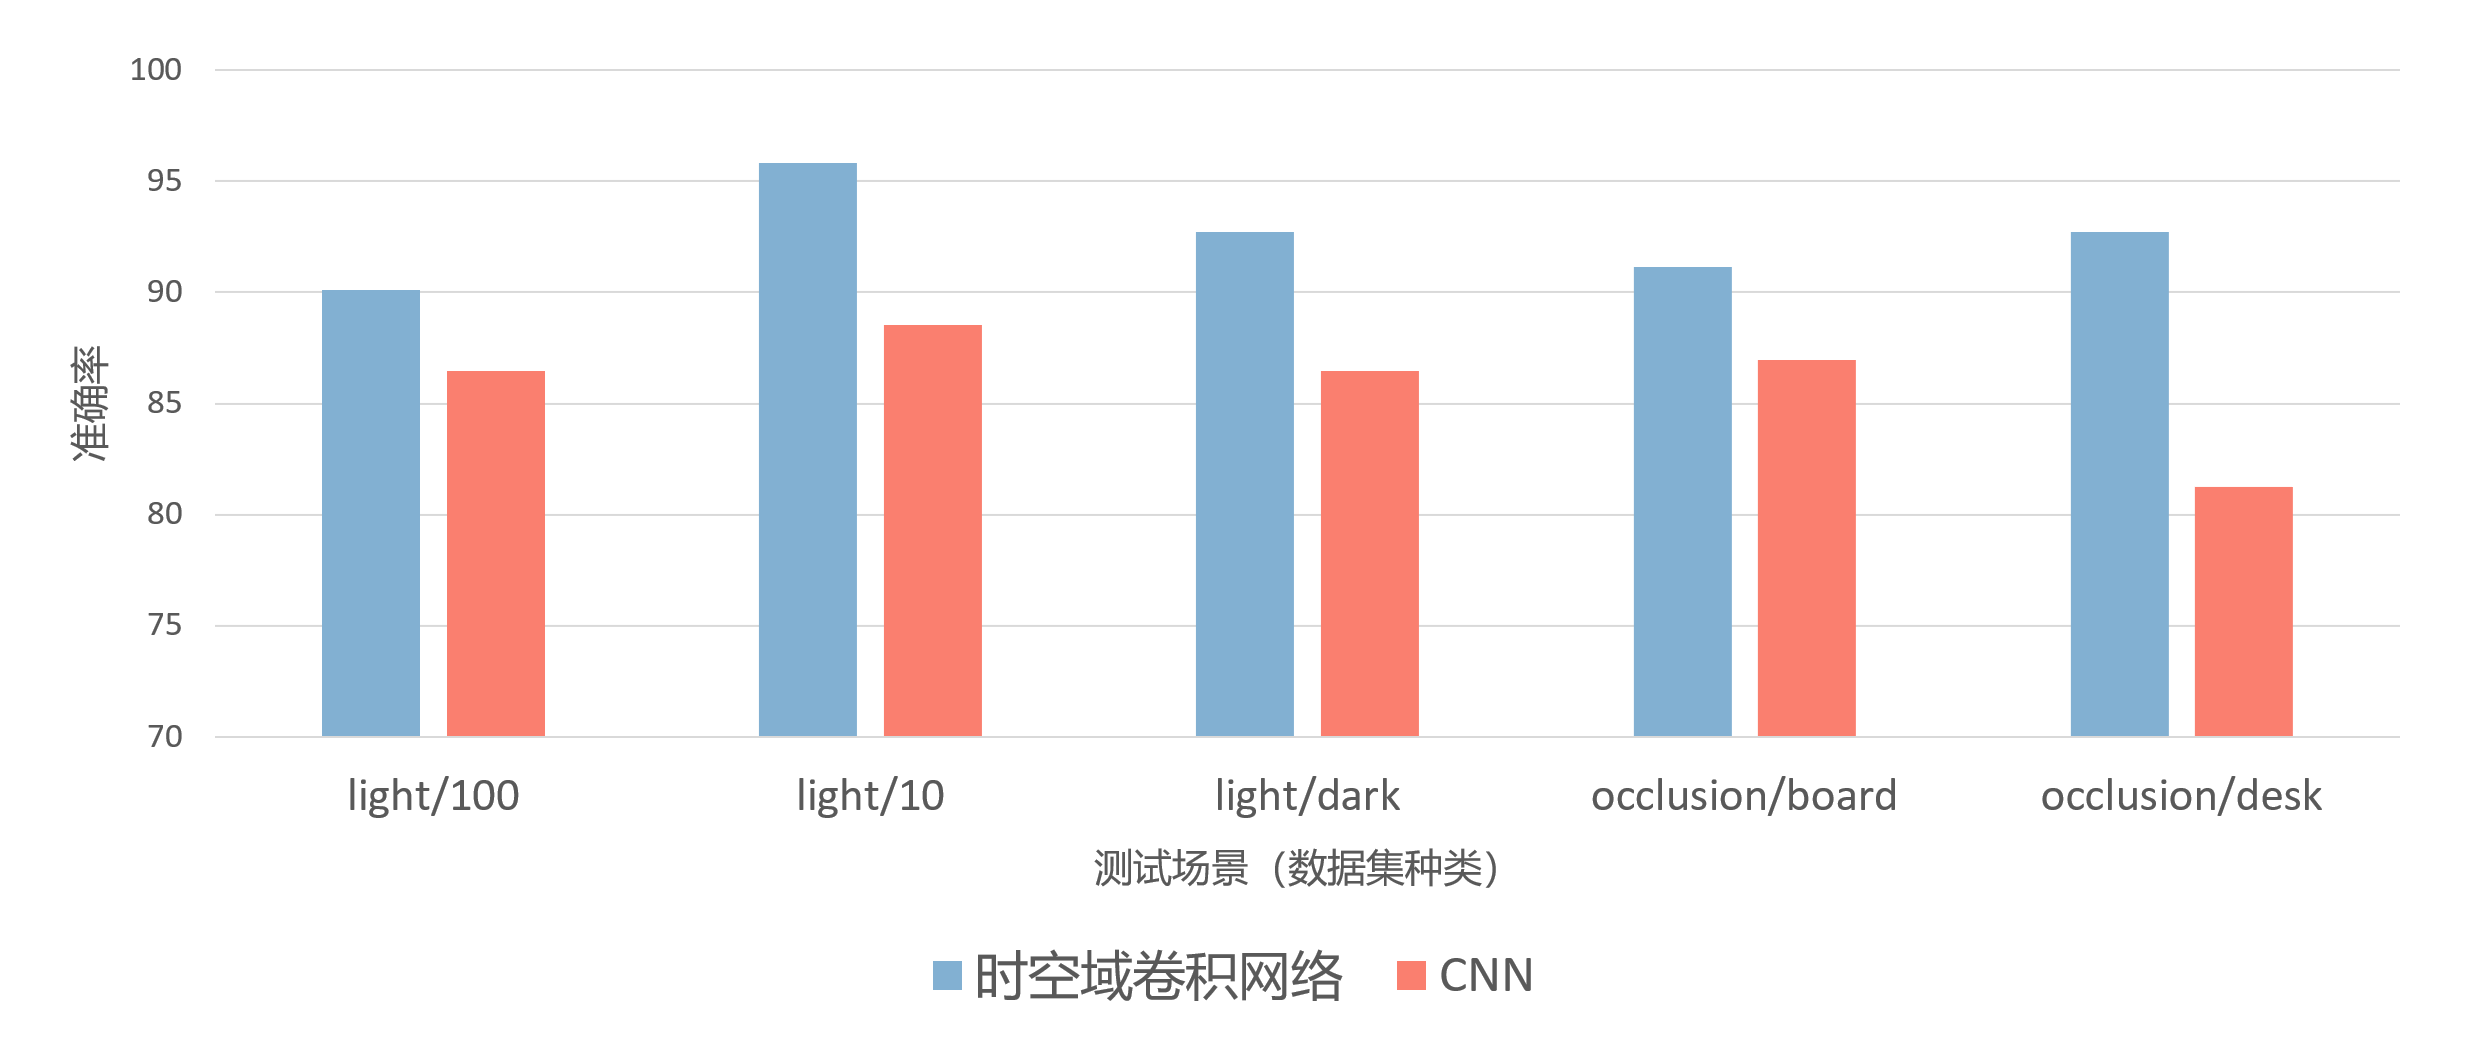 100
95
90
85
80
75
70
准确率
light/100
light/10
light/dark
occlusion/board
occlusion/desk
测试场景（数据集种类）
时空域卷积网络
CNN